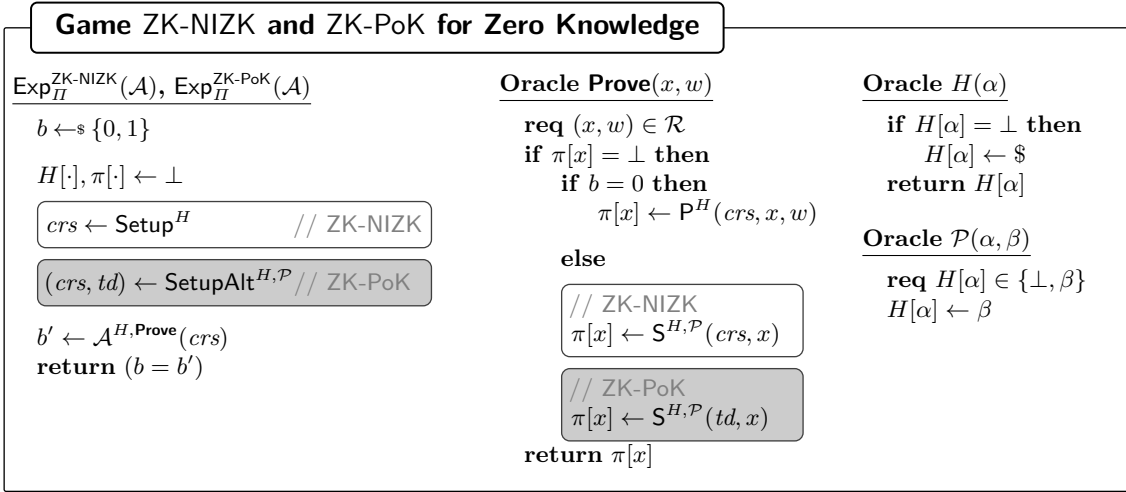 Game ZK-NIZK and ZK-PoK for Zero Knowledge
Exp_Π^ZK-NIZK(𝒜), Exp_Π^ZK-PoK(𝒜)
b ←$ {0, 1}
H[·], π[·] ← ⊥
crs ← Setup^H // ZK-NIZK
(crs, td) ← SetupAlt^{H,𝒫} // ZK-PoK
b′ ← 𝒜^{H,Prove}(crs)
return (b = b′)
Oracle Prove(x, w)
req (x, w) ∈ ℛ
if π[x] = ⊥ then
if b = 0 then
π[x] ← P^H(crs, x, w)
else
// ZK-NIZK
π[x] ← S^{H,𝒫}(crs, x)
// ZK-PoK
π[x] ← S^{H,𝒫}(td, x)
return π[x]
Oracle H(α)
if H[α] = ⊥ then
H[α] ← $
return H[α]
Oracle 𝒫(α, β)
req H[α] ∈ {⊥, β}
H[α] ← β